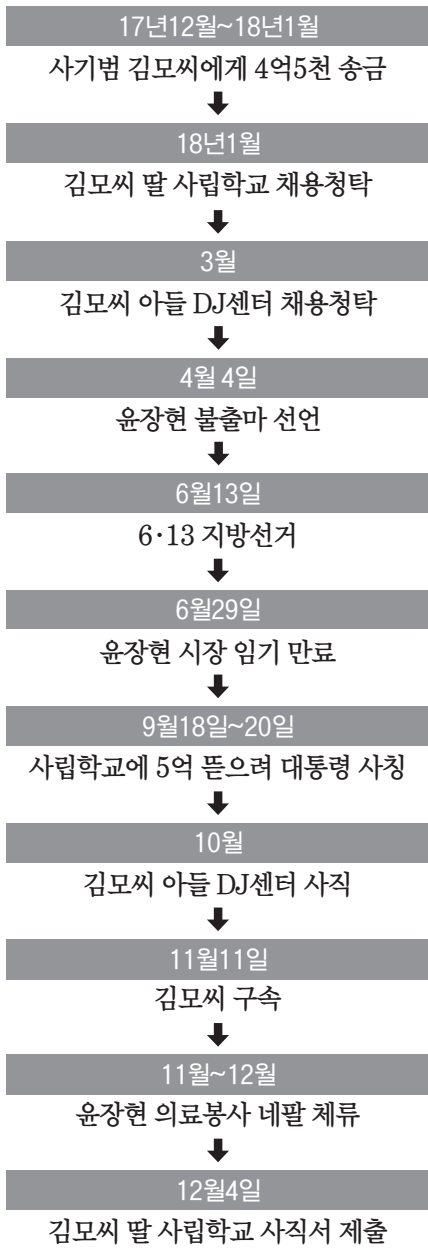 17년12월~18년1월
사기범 김모씨에게 4억5천 송금
18년1월
김모씨 딸 사립학교 채용청탁
3월
김모씨 아들 DJ센터 채용청탁
4월 4일
윤장현 불출마 선언
6월13일
6·13 지방선거
6월29일
윤장현 시장 임기 만료
9월18일~20일
사립학교에 5억 뜯으려 대통령 사칭
10월
김모씨 아들 DJ센터 사직
11월11일
김모씨 구속
11월~12월
윤장현 의료봉사 네팔 체류
12월4일
김모씨 딸 사립학교 사직서 제출